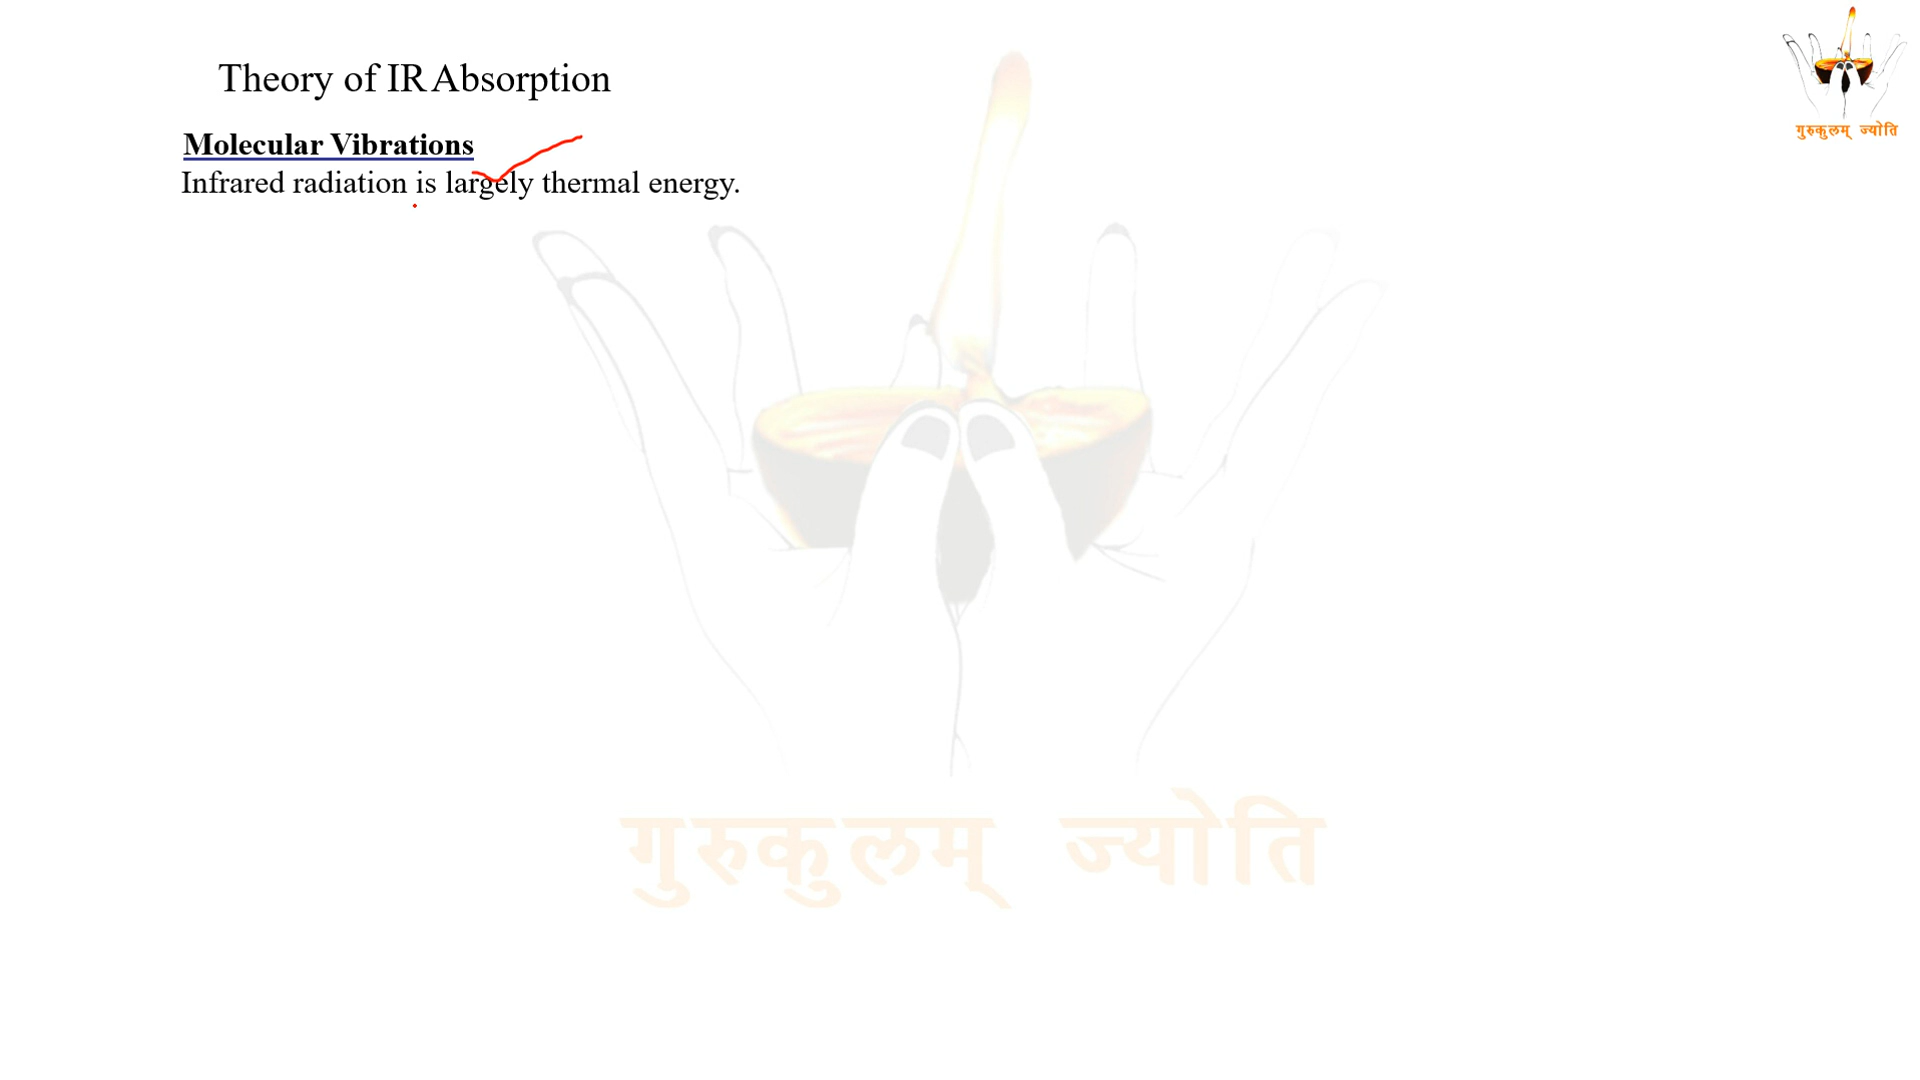 Theory of IR Absorption
गुरुकुलम् ज्योति
Molecular Vibrations
Infrared radiation is largely thermal energy.
गुरुकुलम् ज्योति